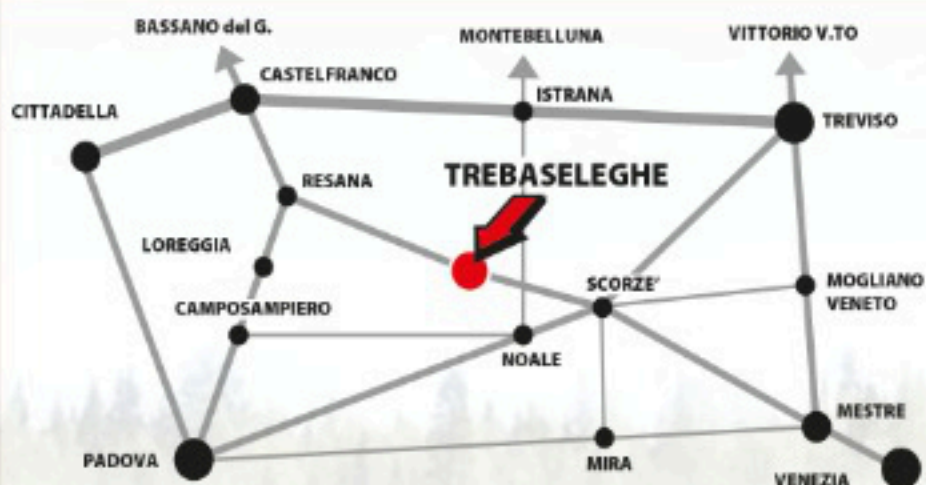 BASSANO del G.
MONTEBELLUNA
VITTORIO V.TO
CASTELFRANCO
ISTRANA
CITTADELLA
TREVISO
TREBASELEGHE
RESANA
LOREGGIA
SCORZE'
MOGLIANO
VENETO
CAMPOSAMPIERO
NOALE
MESTRE
PADOVA
MIRA
VENEZIA